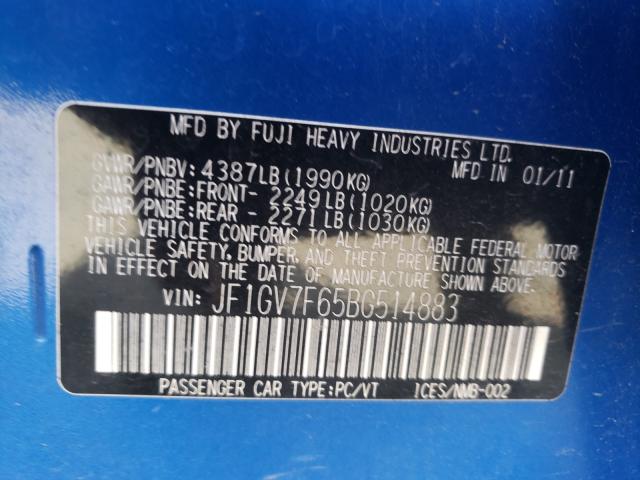 MFD BY FUJI HEAVY INDUSTRIES LTD.
GVWR/PNBV: 4387LB(1990KG) MFD IN 01/11
GAWR/PNBE:FRONT- 2249LB(1020KG)
GAWR/PNBE:REAR - 2271LB(1030KG)
THIS VEHICLE CONFORMS TO ALL APPLICABLE FEDERAL MOTOR
VEHICLE SAFETY, BUMPER, AND THEFT PREVENTION STANDARDS
IN EFFECT ON THE DATE OF MANUFACTURE SHOWN ABOVE.
VIN: JF1GV7F65BG514883
PASSENGER CAR TYPE:PC/VT ICES/NMB-002